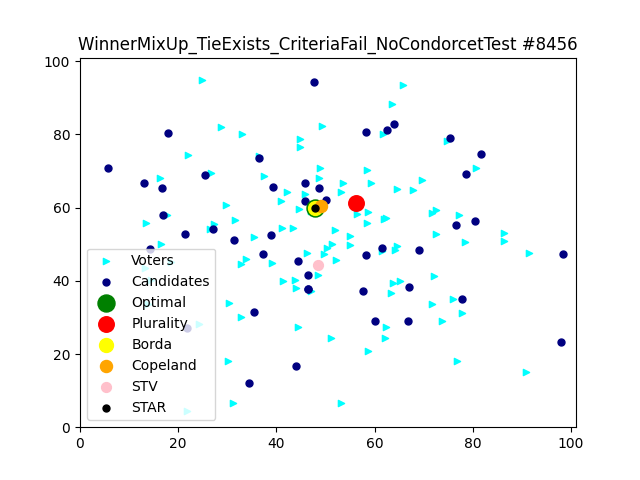 WinnerMixUp_TieExists_CriteriaFail_NoCondorcetTest #8456
100
80
60
40
20
0
Voters
Candidates
Optimal
Plurality
Borda
Copeland
STV
STAR
0 20 40 60 80 100